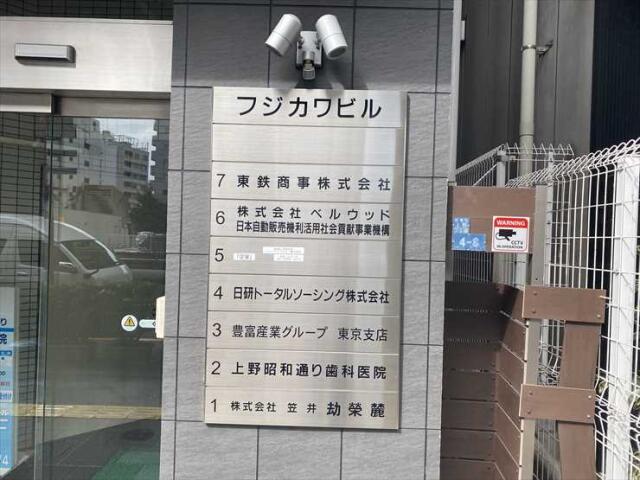 フジカワビル
7 東鉄商事株式会社
6 株式会社ベルウッド
日本自動販売機利活用社会貢献事業機構
5
4 日研トータルソーシング株式会社
3 豊富産業グループ 東京支店
2 上野昭和通り歯科医院
1 株式会社 笠井 劫榮麓
WARNING
CCTV
IN OPERATION
4-8